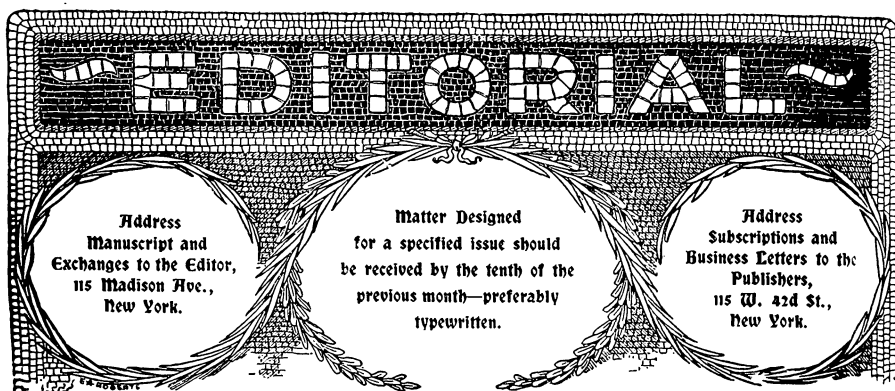 EDITORIAL
Address
Manuscript and
Exchanges to the Editor,
115 Madison Ave.,
New York.
Matter Designed
for a specified issue should
be received by the tenth of the
previous month—preferably
typewritten.
Address
Subscriptions and
Business Letters to the
Publishers,
115 W. 42d St.,
New York.